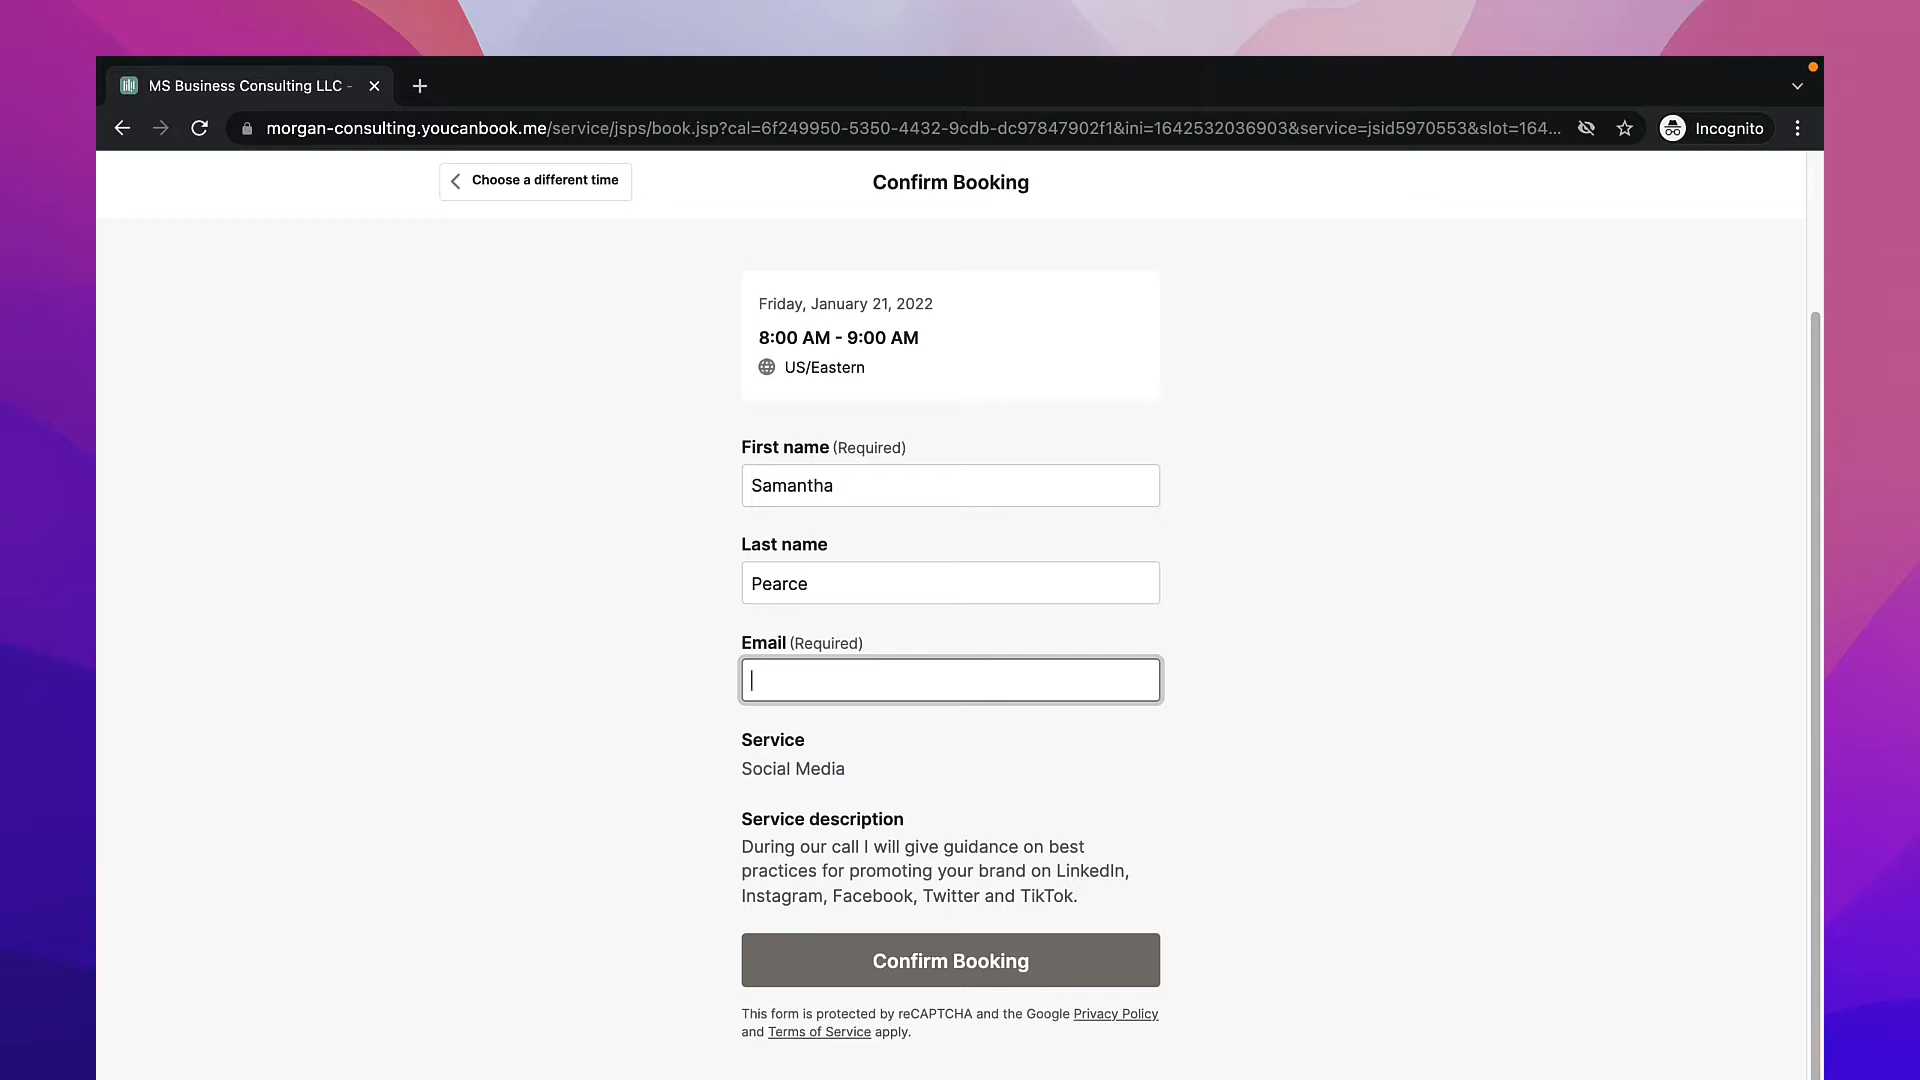 MS Business Consulting LLC -
morgan-consulting.youcanbook.me/service/jsps/book.jsp?cal=6f249950-5350-4432-9cdb-dc97847902f1&ini=1642532036903&service=jsid5970553&slot=164...
Incognito
Choose a different time
Confirm Booking
Friday, January 21, 2022
8:00 AM - 9:00 AM
US/Eastern
First name (Required)
Samantha
Last name
Pearce
Email (Required)
Service
Social Media
Service description
During our call I will give guidance on best
practices for promoting your brand on LinkedIn,
Instagram, Facebook, Twitter and TikTok.
Confirm Booking
This form is protected by reCAPTCHA and the Google Privacy Policy
and Terms of Service apply.